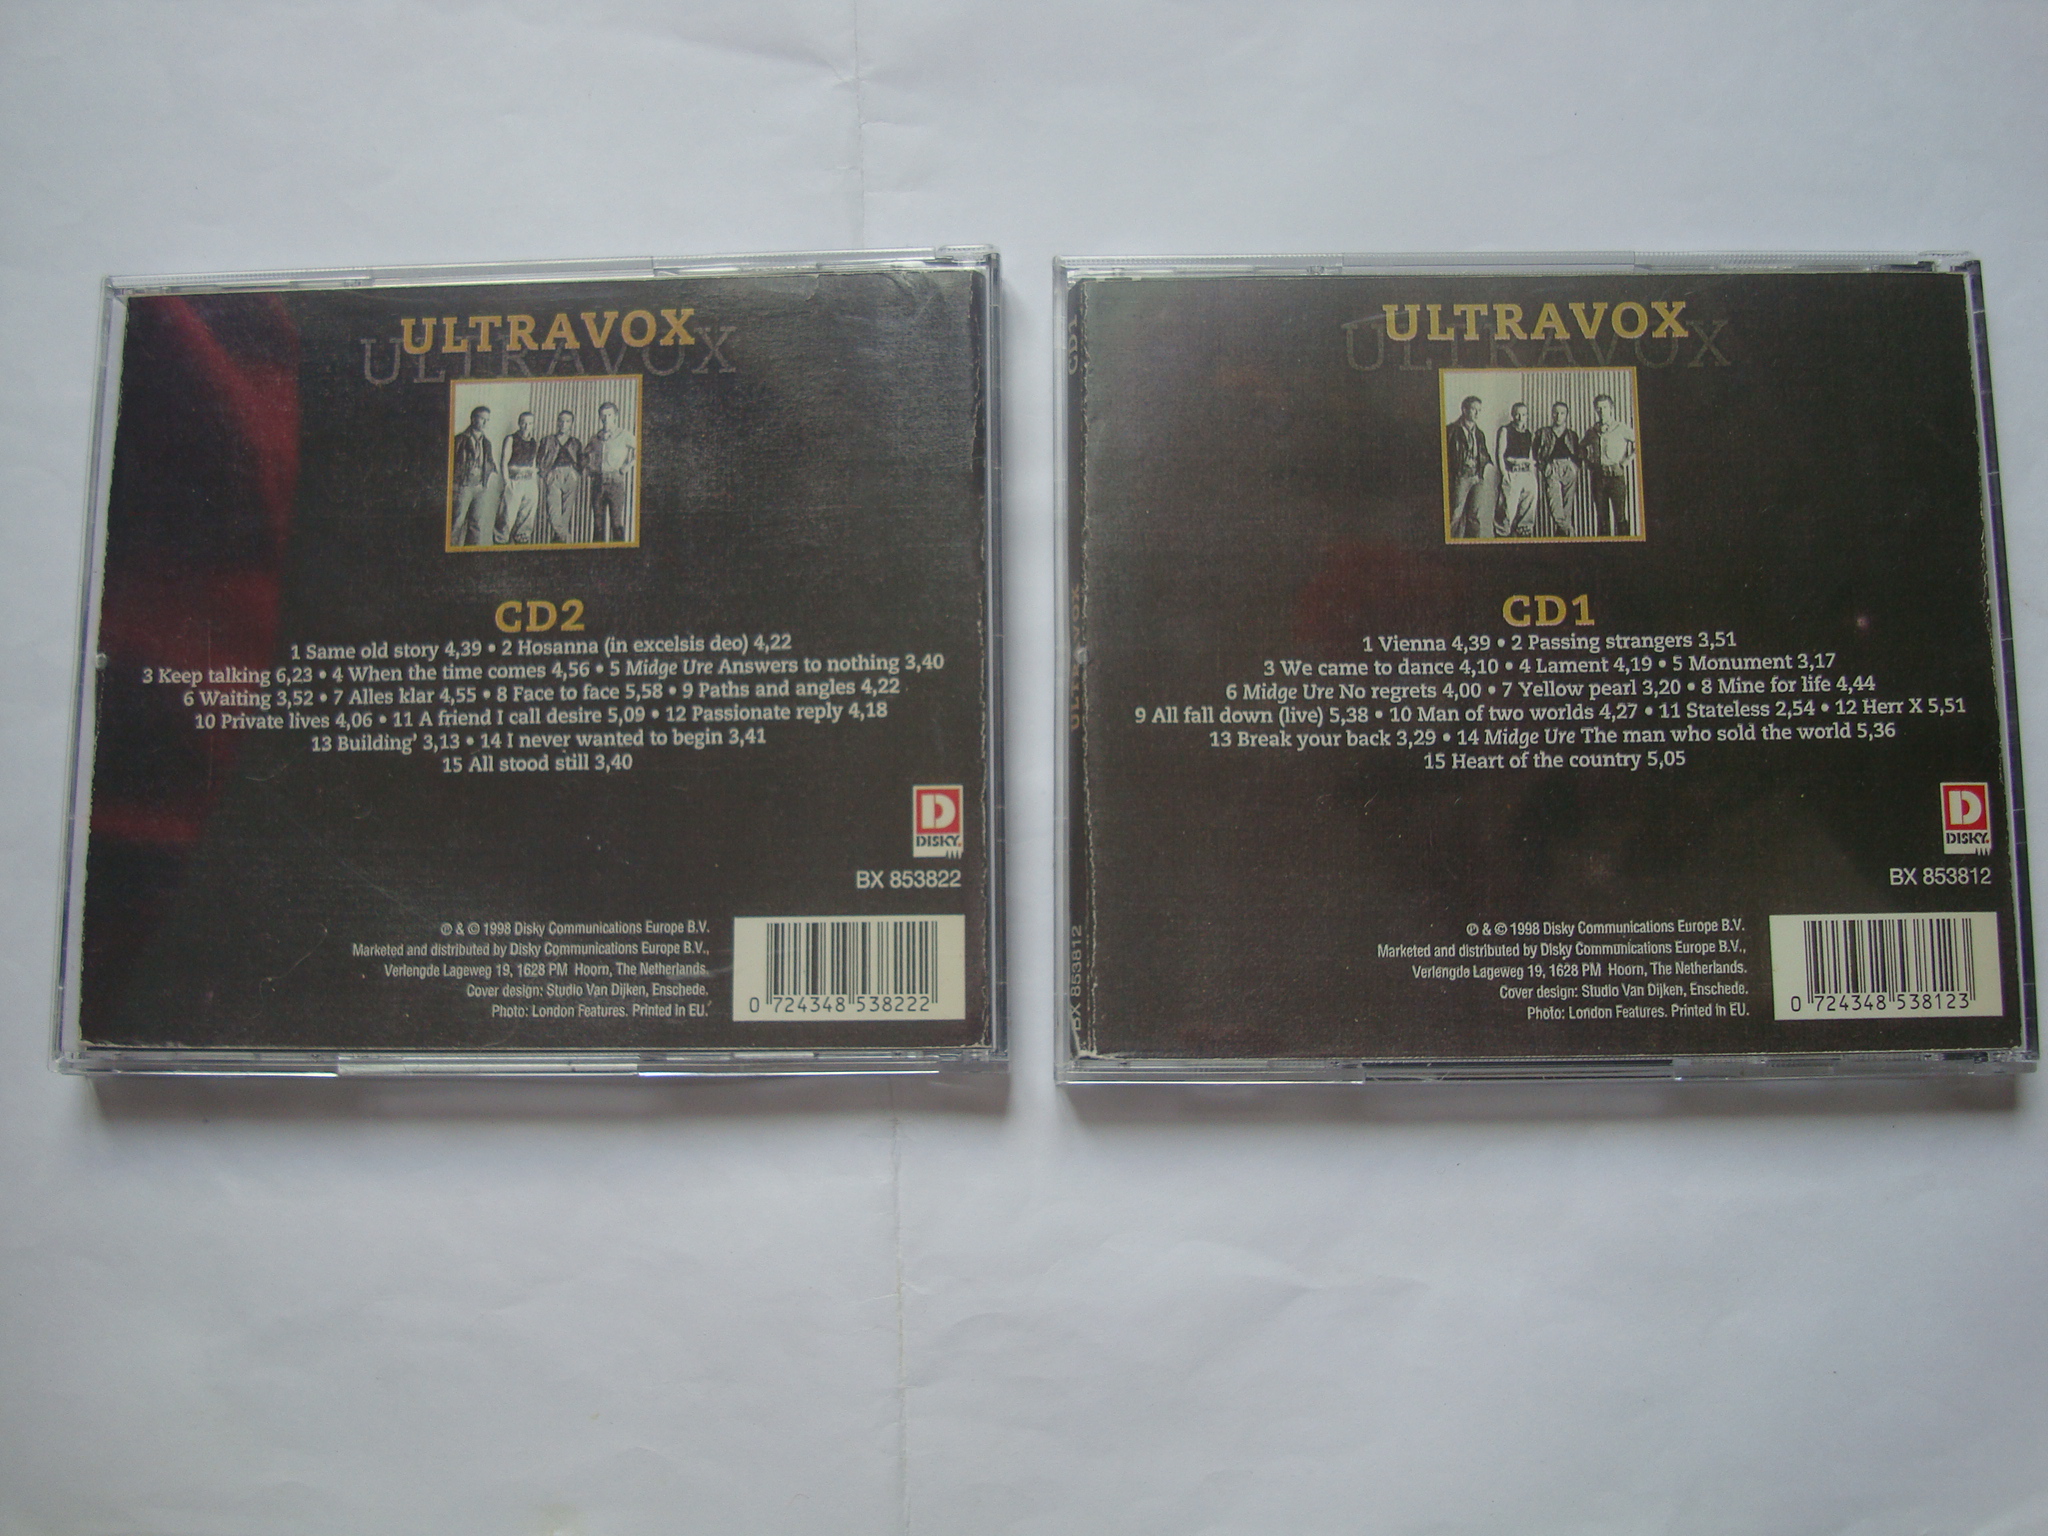 ULTRAVOX
ULTRAVOX
CD2
1 Same old story 4,39 • 2 Hosanna (in excelsis deo) 4,22
3 Keep talking 6,23 • 4 When the time comes 4,56 • 5 Midge Ure Answers to nothing 3,40
6 Waiting 3,52 • 7 Alles klar 4,55 • 8 Face to face 5,58 • 9 Paths and angles 4,22
10 Private lives 4,06 • 11 A friend I call desire 5,09 • 12 Passionate reply 4,18
13 Building' 3,13 • 14 I never wanted to begin 3,41
15 All stood still 3,40
D
DISKY.
BX 853822
℗ & © 1998 Disky Communications Europe B.V.
Marketed and distributed by Disky Communications Europe B.V.,
Verlengde Lageweg 19, 1628 PM Hoorn, The Netherlands.
Cover design: Studio Van Dijken, Enschede.
Photo: London Features. Printed in EU.
0 724348 538222
CD1
ULTRAVOX
BX 853812
ULTRAVOX
ULTRAVOX
CD1
1 Vienna 4,39 • 2 Passing strangers 3,51
3 We came to dance 4,10 • 4 Lament 4,19 • 5 Monument 3,17
6 Midge Ure No regrets 4,00 • 7 Yellow pearl 3,20 • 8 Mine for life 4,44
9 All fall down (live) 5,38 • 10 Man of two worlds 4,27 • 11 Stateless 2,54 • 12 Herr X 5,51
13 Break your back 3,29 • 14 Midge Ure The man who sold the world 5,36
15 Heart of the country 5,05
D
DISKY.
BX 853812
℗ & © 1998 Disky Communications Europe B.V.
Marketed and distributed by Disky Communications Europe B.V.,
Verlengde Lageweg 19, 1628 PM Hoorn, The Netherlands.
Cover design: Studio Van Dijken, Enschede.
Photo: London Features. Printed in EU.
0 724348 538123